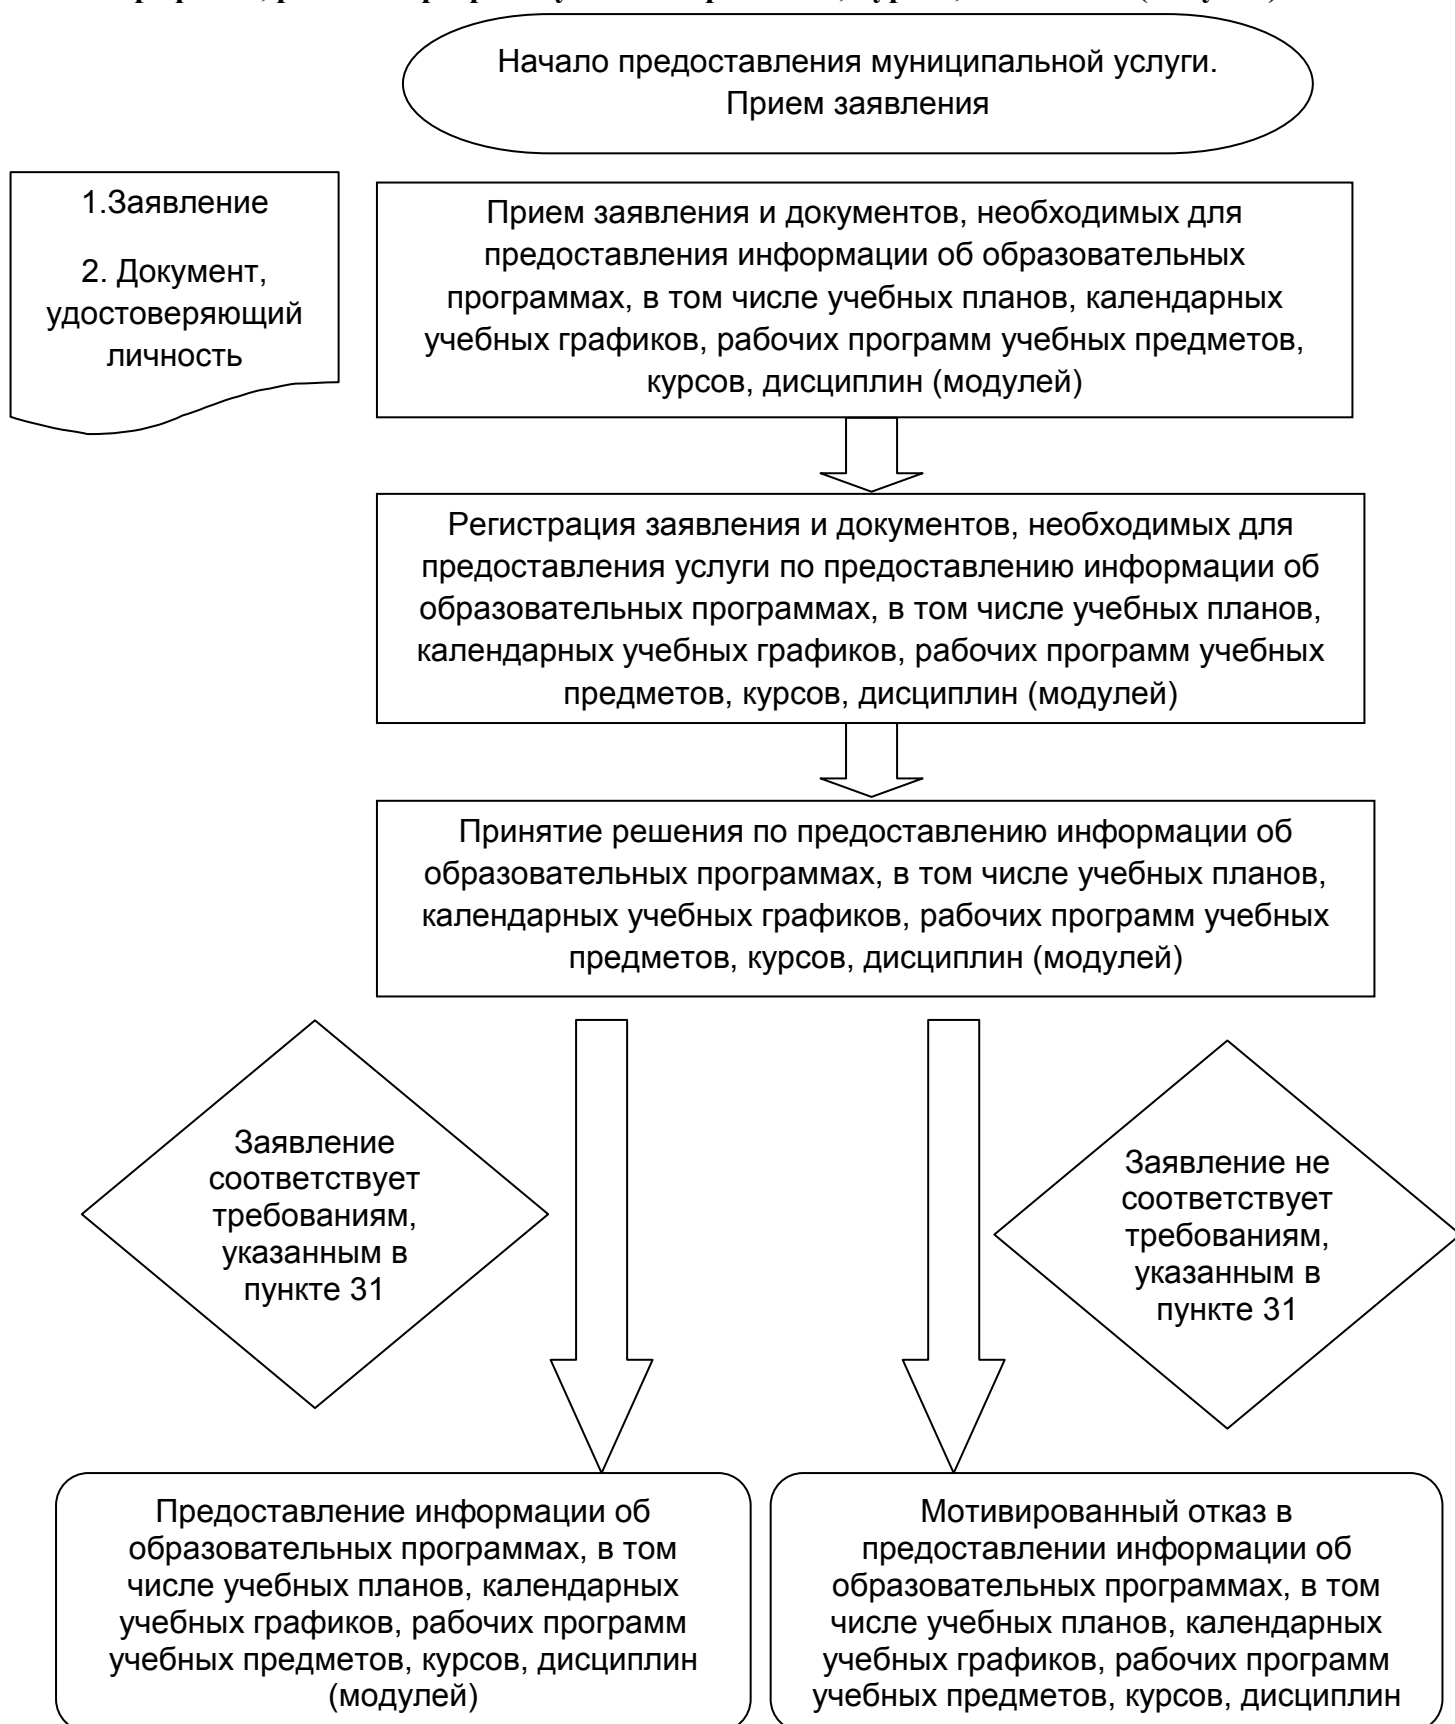 Начало предоставления муниципальной услуги.
Прием заявления
1.Заявление
2. Документ,
удостоверяющий
личность
Прием заявления и документов, необходимых для
предоставления информации об образовательных
программах, в том числе учебных планов, календарных
учебных графиков, рабочих программ учебных предметов,
курсов, дисциплин (модулей)
Регистрация заявления и документов, необходимых для
предоставления услуги по предоставлению информации об
образовательных программах, в том числе учебных планов,
календарных учебных графиков, рабочих программ учебных
предметов, курсов, дисциплин (модулей)
Принятие решения по предоставлению информации об
образовательных программах, в том числе учебных планов,
календарных учебных графиков, рабочих программ учебных
предметов, курсов, дисциплин (модулей)
Заявление
соответствует
требованиям,
указанным в
пункте 31
Заявление не
соответствует
требованиям,
указанным в
пункте 31
Предоставление информации об
образовательных программах, в том
числе учебных планов, календарных
учебных графиков, рабочих программ
учебных предметов, курсов, дисциплин
(модулей)
Мотивированный отказ в
предоставлении информации об
образовательных программах, в том
числе учебных планов, календарных
учебных графиков, рабочих программ
учебных предметов, курсов, дисциплин